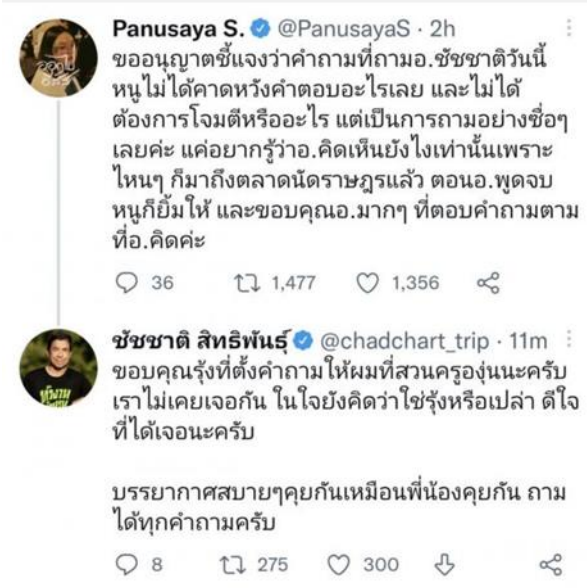 Panusaya S. @PanusayaS · 2h
ขออนุญาตชี้แจงว่าคำถามที่ถามอ.ชัชชาติวันนี้
หนูไม่ได้คาดหวังคำตอบอะไรเลย และไม่ได้
ต้องการโจมตีหรืออะไร แต่เป็นการถามอย่างซื่อๆ
เลยค่ะ แค่อยากรู้ว่าอ.คิดเห็นยังไงเท่านั้นเพราะ
ไหนๆ ก็มาถึงตลาดนัดราษฎรแล้ว ตอนอ.พูดจบ
หนูก็ยิ้มให้ และขอบคุณอ.มากๆ ที่ตอบคำถามตาม
ที่อ.คิดค่ะ
36 1,477 1,356
ชัชชาติ สิทธิพันธุ์ @chadchart_trip · 11m
ขอบคุณรุ้งที่ตั้งคำถามให้ผมที่สวนครูองุ่นนะครับ
เราไม่เคยเจอกัน ในใจยังคิดว่าใช่รุ้งหรือเปล่า ดีใจ
ที่ได้เจอนะครับ
บรรยากาศสบายๆคุยกันเหมือนพี่น้องคุยกัน ถาม
ได้ทุกคำถามครับ
8 275 300